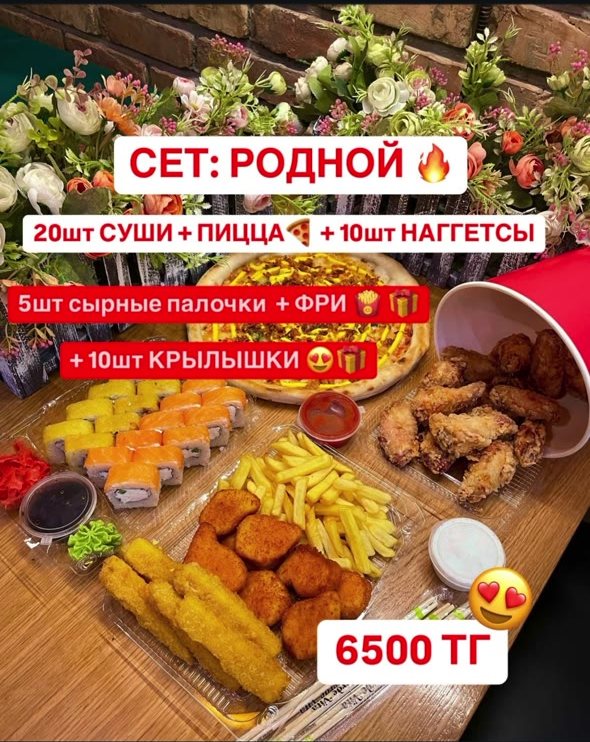 СЕТ: РОДНОЙ 🔥
20шт СУШИ + ПИЦЦА🍕 + 10шт НАГГЕТСЫ
5шт сырные палочки + ФРИ 🍟 🎁
+ 10шт КРЫЛЫШКИ 😍🎁
6500 ТГ